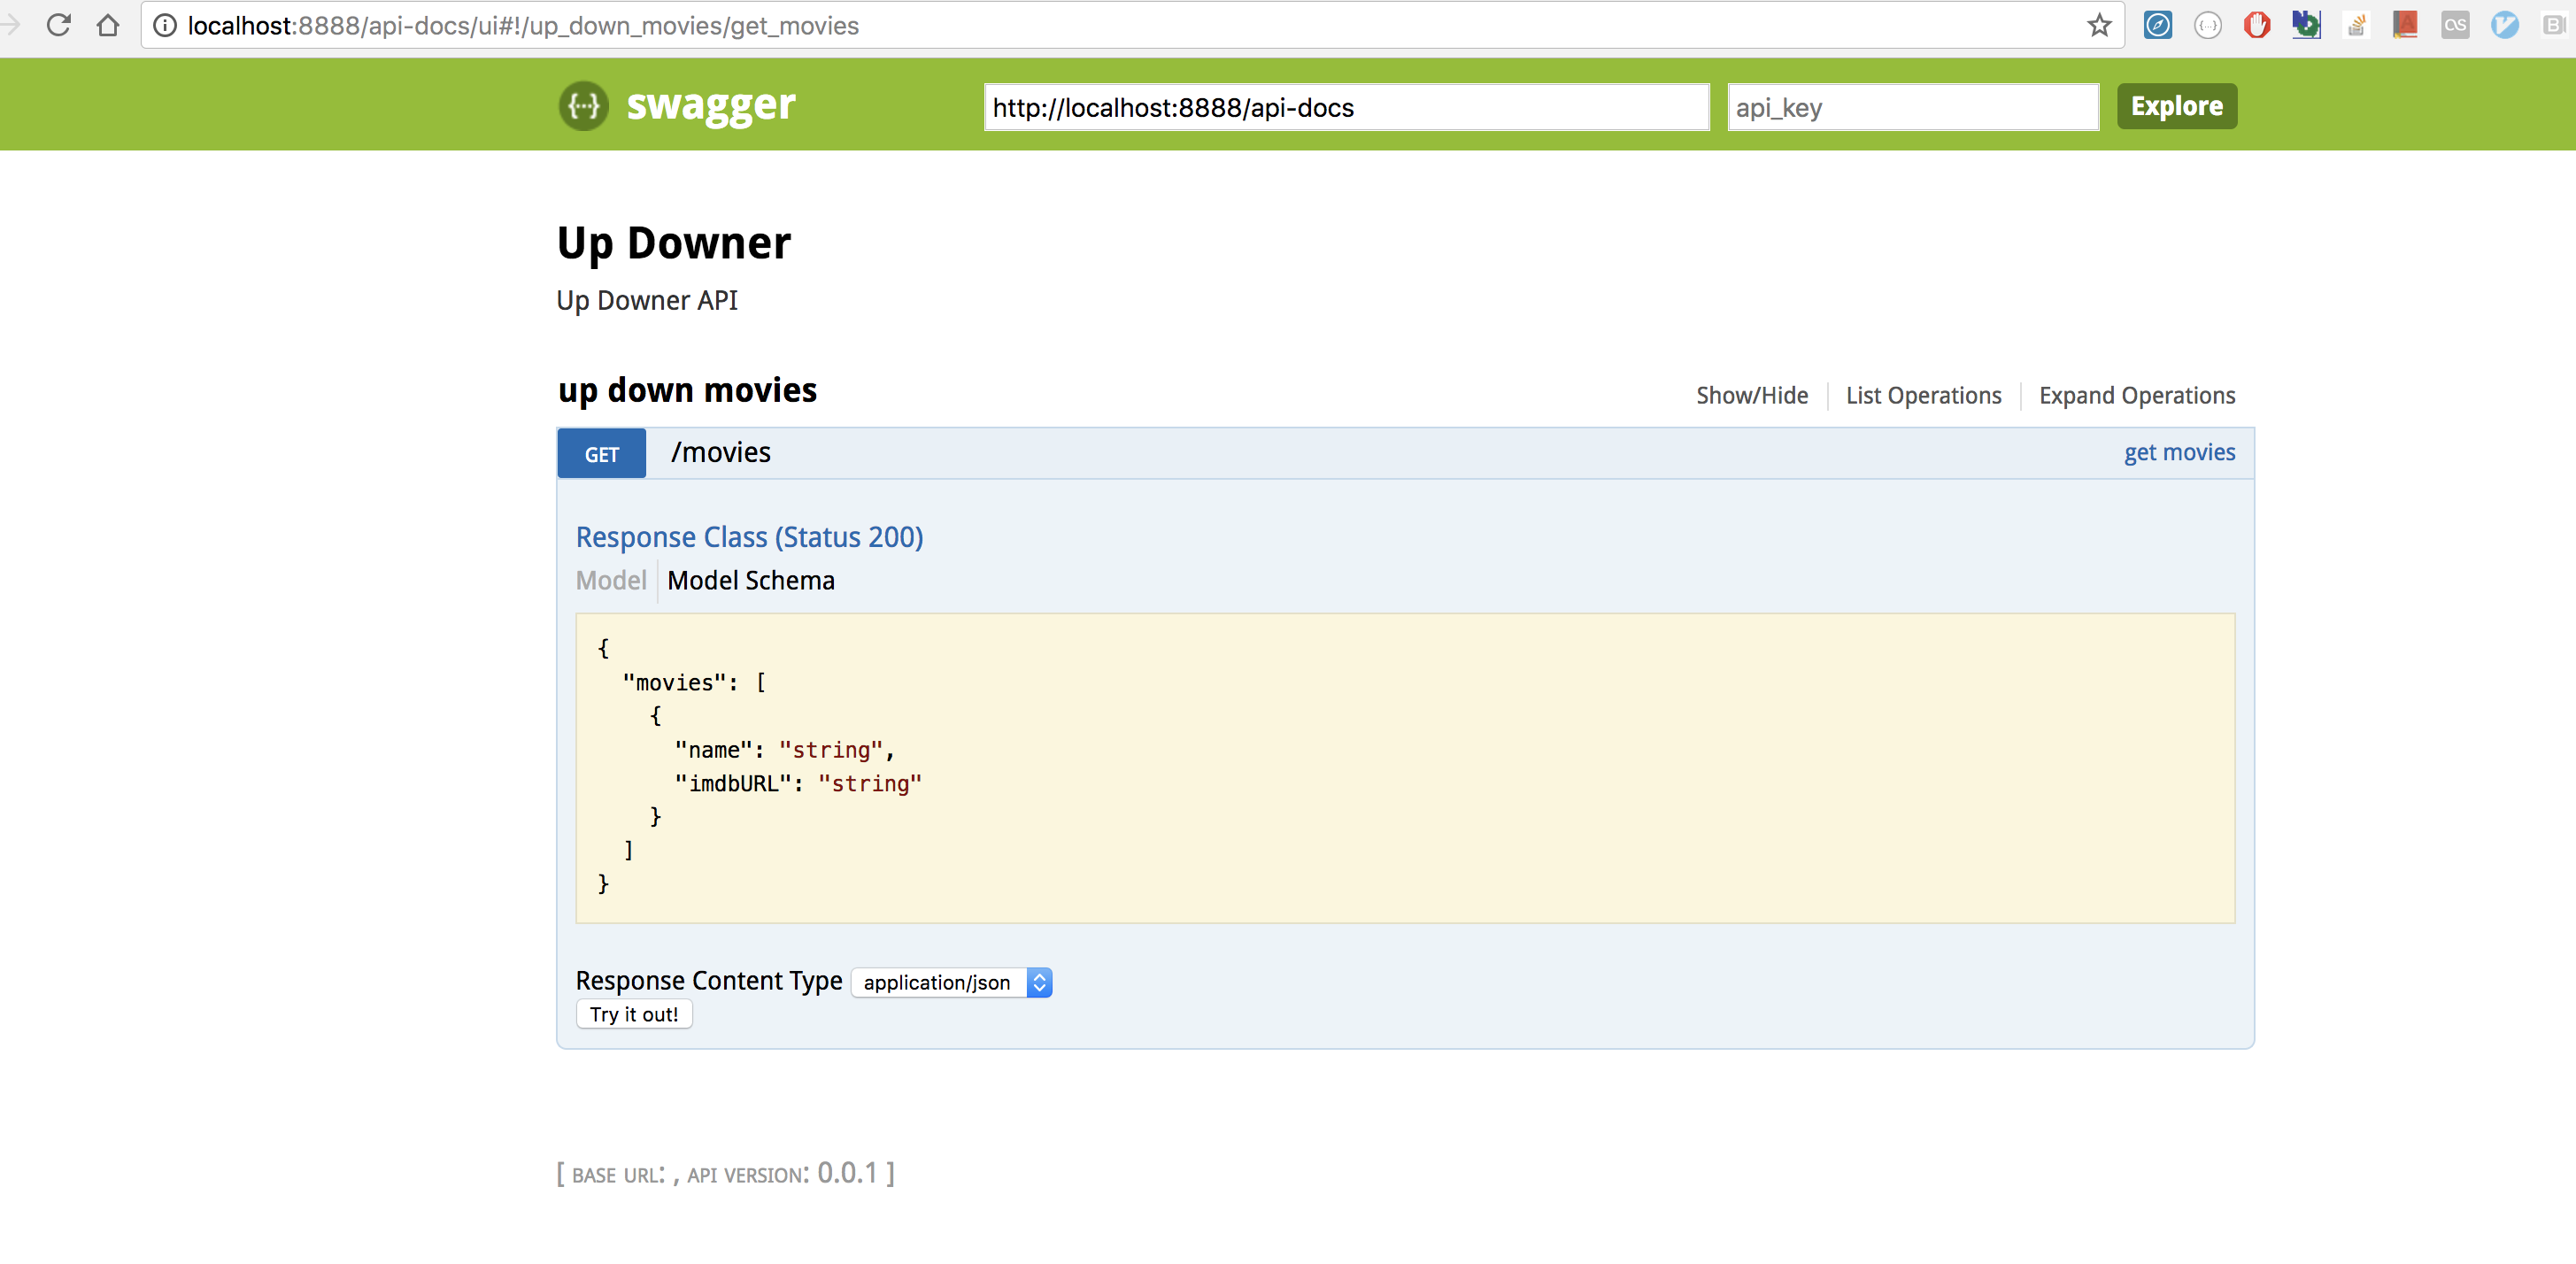 localhost:8888/api-docs/ui#!/up_down_movies/get_movies
{···} swagger http://localhost:8888/api-docs api_key Explore
Up Downer
Up Downer API
up down movies Show/Hide List Operations Expand Operations
GET /movies get movies
Response Class (Status 200)
Model Model Schema
{
"movies": [
{
"name": "string",
"imdbURL": "string"
}
]
}
Response Content Type application/json
Try it out!
[ BASE URL: , API VERSION: 0.0.1 ]